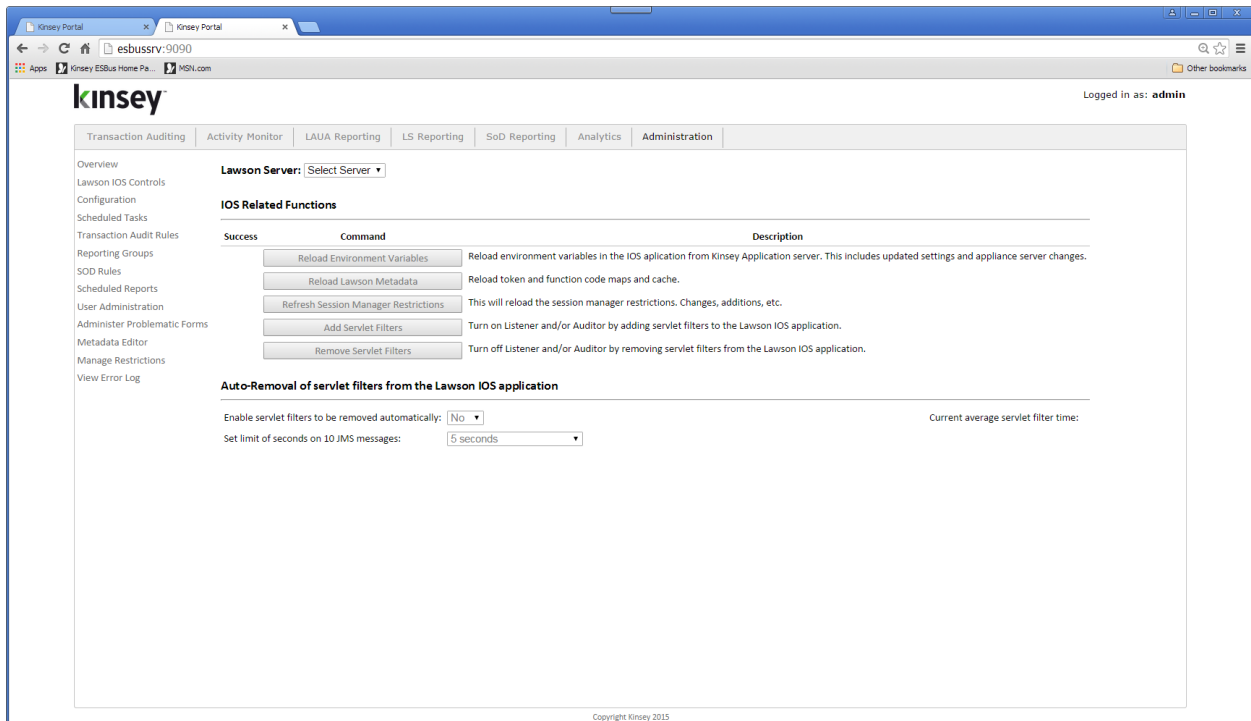 Kinsey Portal x Kinsey Portal x
esbussrv:9090
Apps Kinsey ESBus Home Pa... MSN.com Other bookmarks
kinsey Logged in as: admin
Transaction Auditing Activity Monitor LAUA Reporting LS Reporting SoD Reporting Analytics Administration
Overview
Lawson Server: Select Server
Lawson IOS Controls
Configuration
IOS Related Functions
Scheduled Tasks
Transaction Audit Rules
Success Command Description
Reporting Groups
Reload Environment Variables Reload environment variables in the IOS aplication from Kinsey Application server. This includes updated settings and appliance server changes.
SOD Rules
Scheduled Reports
Reload Lawson Metadata Reload token and function code maps and cache.
User Administration
Refresh Session Manager Restrictions This will reload the session manager restrictions. Changes, additions, etc.
Administer Problematic Forms
Add Servlet Filters Turn on Listener and/or Auditor by adding servlet filters to the Lawson IOS application.
Metadata Editor
Remove Servlet Filters Turn off Listener and/or Auditor by removing servlet filters from the Lawson IOS application.
Manage Restrictions
View Error Log
Auto-Removal of servlet filters from the Lawson IOS application
Enable servlet filters to be removed automatically: No Current average servlet filter time:
Set limit of seconds on 10 JMS messages: 5 seconds
Copyright Kinsey 2015